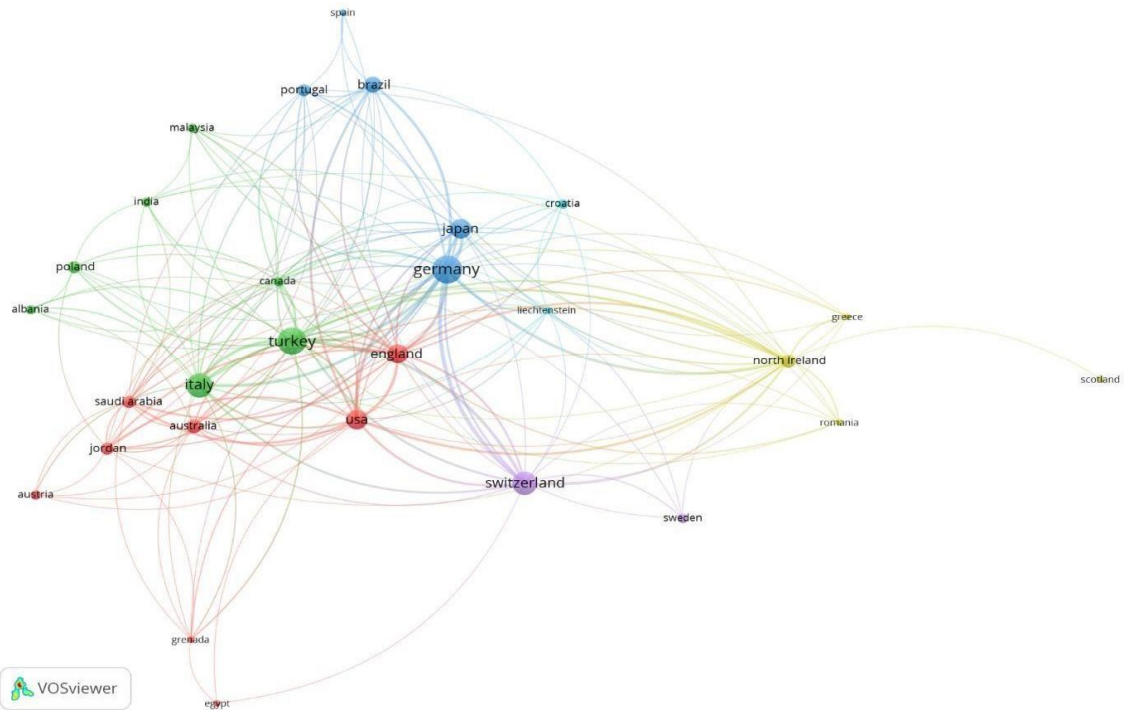 spain
brazil
portugal
malaysia
india
croatia
japan
poland
germany
canada
albania
liechtenstein
greece
turkey
england
north ireland
scotland
italy
saudi arabia
usa
australia
romania
jordan
switzerland
austria
sweden
grenada
VOSviewer
egypt